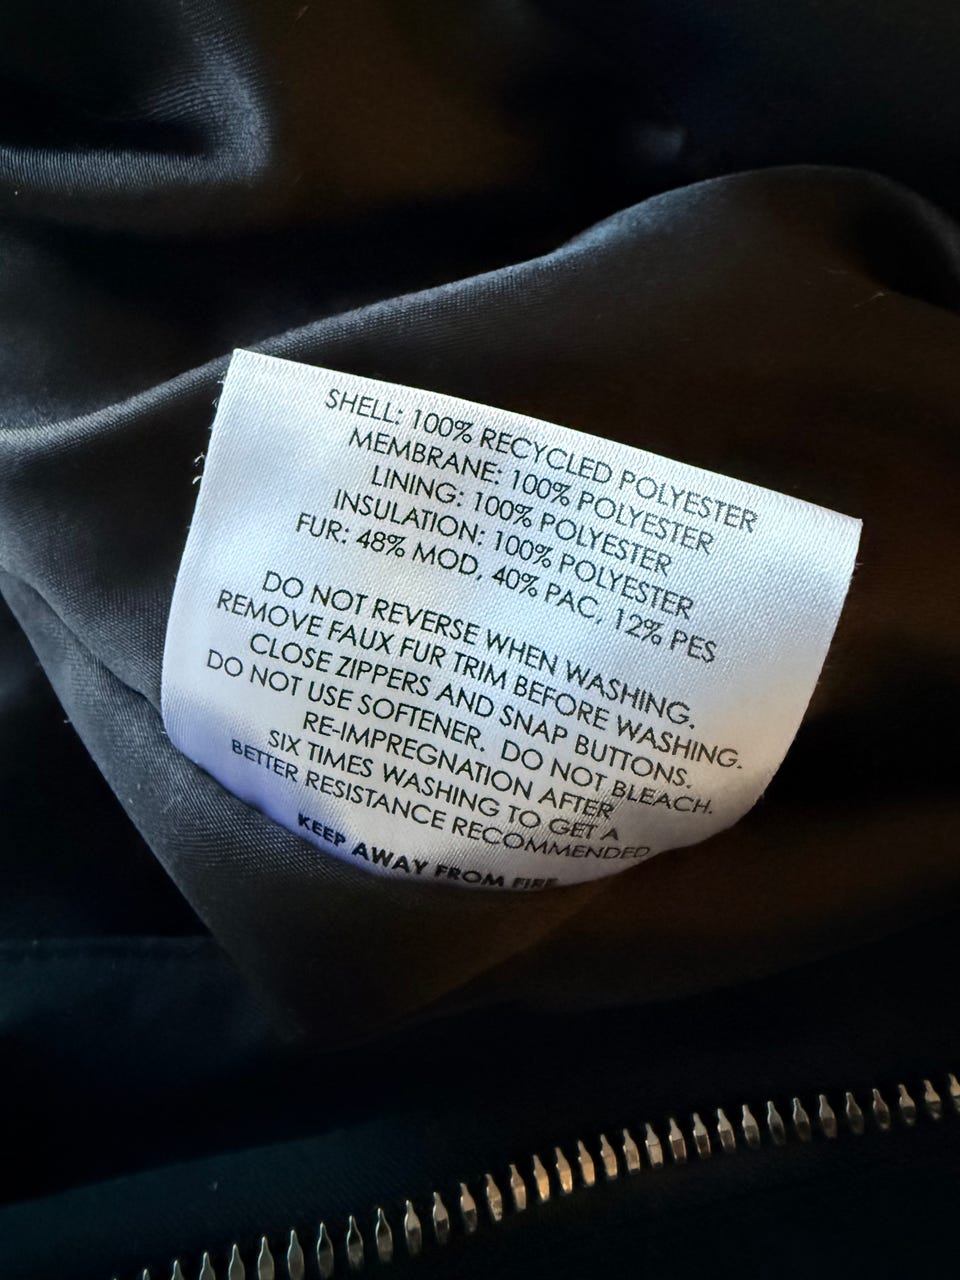 SHELL: 100% RECYCLED POLYESTER
MEMBRANE: 100% POLYESTER
LINING: 100% POLYESTER
INSULATION: 100% POLYESTER
FUR: 48% MOD, 40% PAC, 12% PES
DO NOT REVERSE WHEN WASHING.
REMOVE FAUX FUR TRIM BEFORE WASHING.
CLOSE ZIPPERS AND SNAP BUTTONS.
DO NOT USE SOFTENER. DO NOT BLEACH.
RE-IMPREGNATION AFTER
SIX TIMES WASHING TO GET A
BETTER RESISTANCE RECOMMENDED
KEEP AWAY FROM FIRE